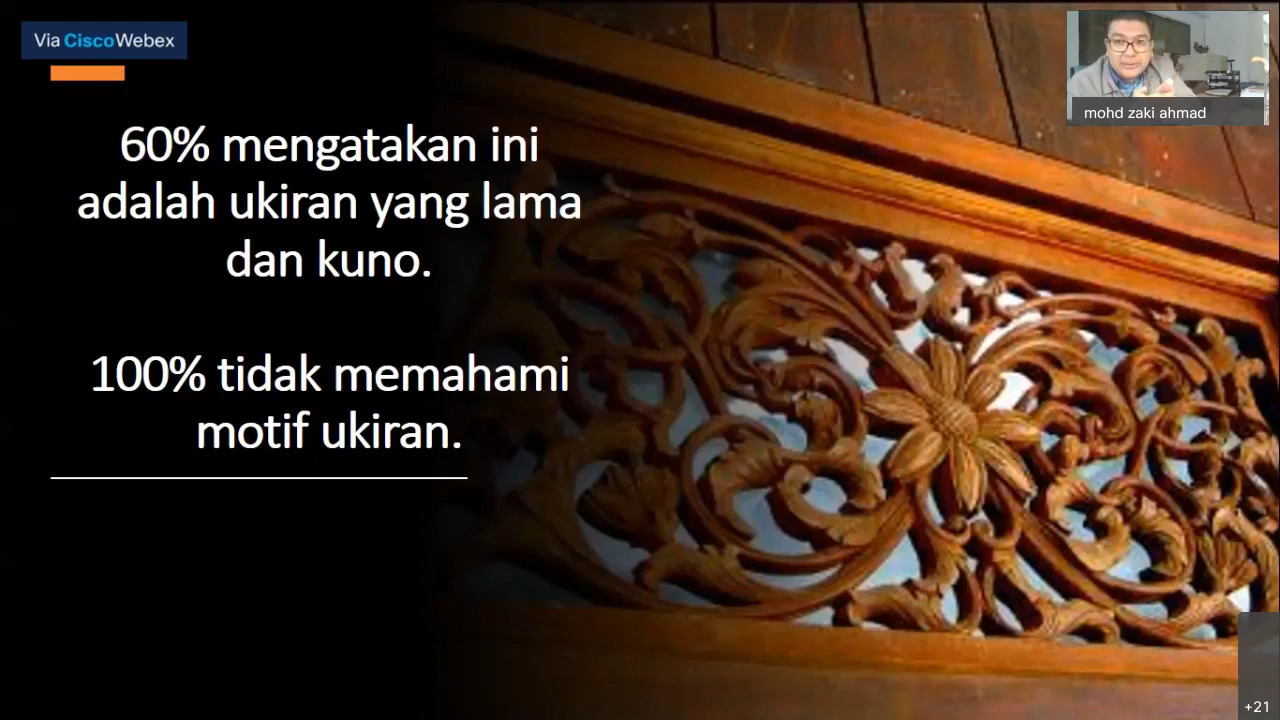 Via CiscoWebex
mohd zaki ahmad
60% mengatakan ini
adalah ukiran yang lama
dan kuno.
100% tidak memahami
motif ukiran.
+21